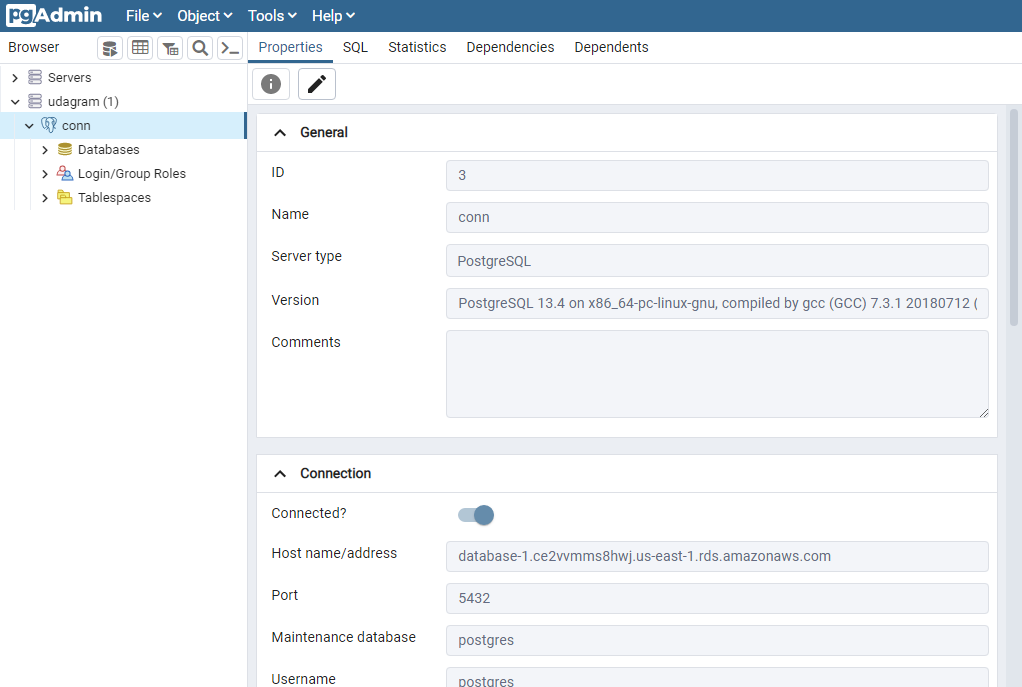 pgAdmin File Object Tools Help
Browser Properties SQL Statistics Dependencies Dependents
Servers
udagram (1)
conn
Databases
Login/Group Roles
Tablespaces
General
ID 3
Name conn
Server type PostgreSQL
Version PostgreSQL 13.4 on x86_64-pc-linux-gnu, compiled by gcc (GCC) 7.3.1 20180712 (
Comments
Connection
Connected?
Host name/address database-1.ce2vvmms8hwj.us-east-1.rds.amazonaws.com
Port 5432
Maintenance database postgres
Username postgres